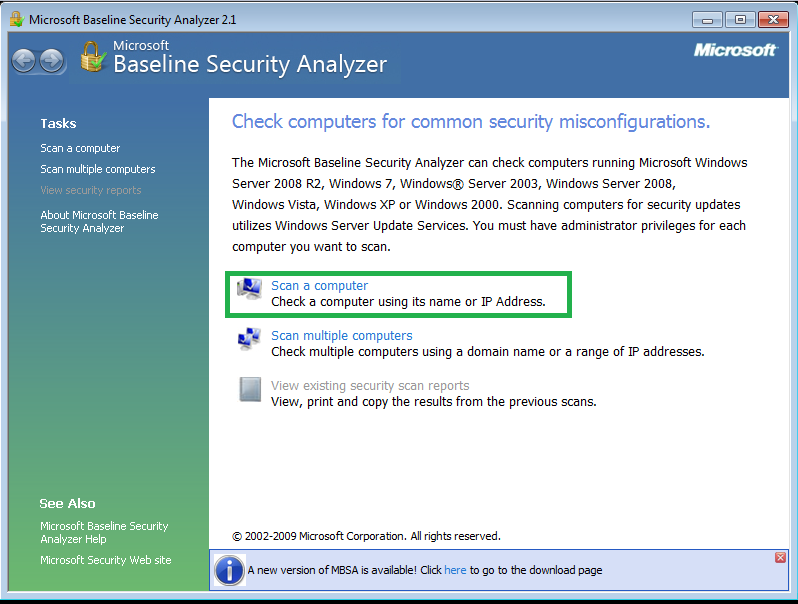 Microsoft Baseline Security Analyzer 2.1
Microsoft
Baseline Security Analyzer
Microsoft
Tasks
Scan a computer
Scan multiple computers
View security reports
About Microsoft Baseline
Security Analyzer
See Also
Microsoft Baseline Security
Analyzer Help
Microsoft Security Web site
Check computers for common security misconfigurations.
The Microsoft Baseline Security Analyzer can check computers running Microsoft Windows
Server 2008 R2, Windows 7, Windows® Server 2003, Windows Server 2008,
Windows Vista, Windows XP or Windows 2000. Scanning computers for security updates
utilizes Windows Server Update Services. You must have administrator privileges for each
computer you want to scan.
Scan a computer
Check a computer using its name or IP Address.
Scan multiple computers
Check multiple computers using a domain name or a range of IP addresses.
View existing security scan reports
View, print and copy the results from the previous scans.
© 2002-2009 Microsoft Corporation. All rights reserved.
A new version of MBSA is available! Click here to go to the download page